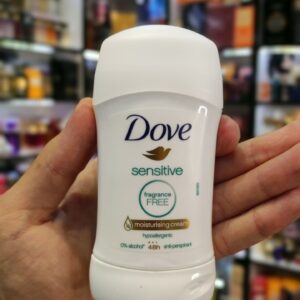 Dove
sensitive
fragrance
FREE
moisturising cream
hypoallergenic
0% alcohol* 48h anti-perspirant